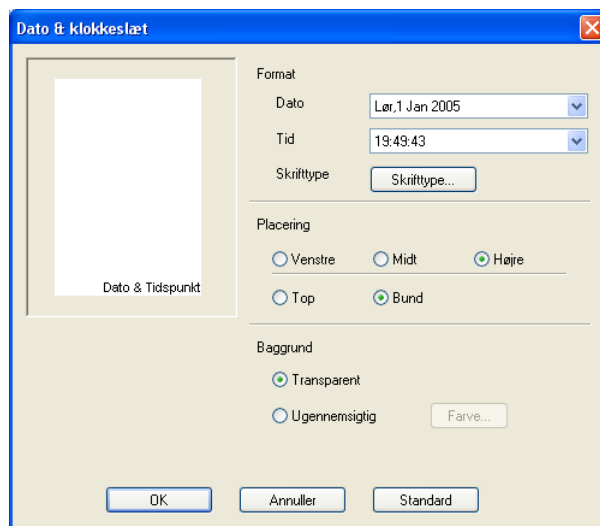 Dato & klokkeslæt
Dato & Tidspunkt
Format
Dato Lør,1 Jan 2005
Tid 19:49:43
Skrifttype Skrifttype...
Placering
Venstre Midt Højre
Top Bund
Baggrund
Transparent
Ugennemsigtig Farve...
OK Annuller Standard